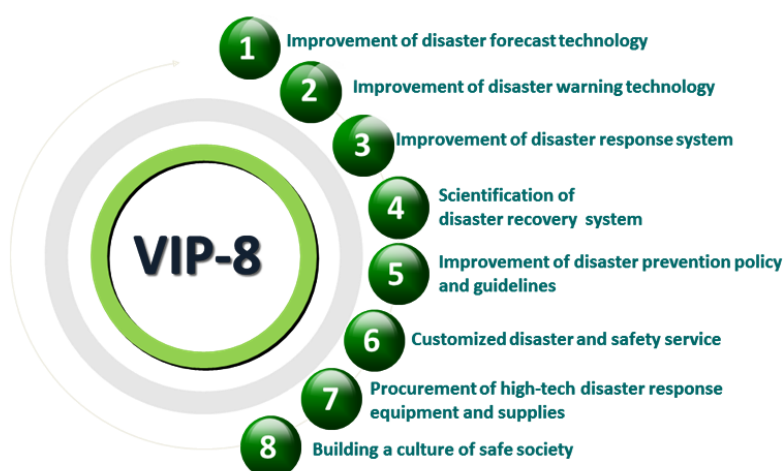 1 Improvement of disaster forecast technology
2 Improvement of disaster warning technology
3 Improvement of disaster response system
4 Scientification of
disaster recovery system
VIP-8
5 Improvement of disaster prevention policy
and guidelines
6 Customized disaster and safety service
7 Procurement of high-tech disaster response
equipment and supplies
8 Building a culture of safe society